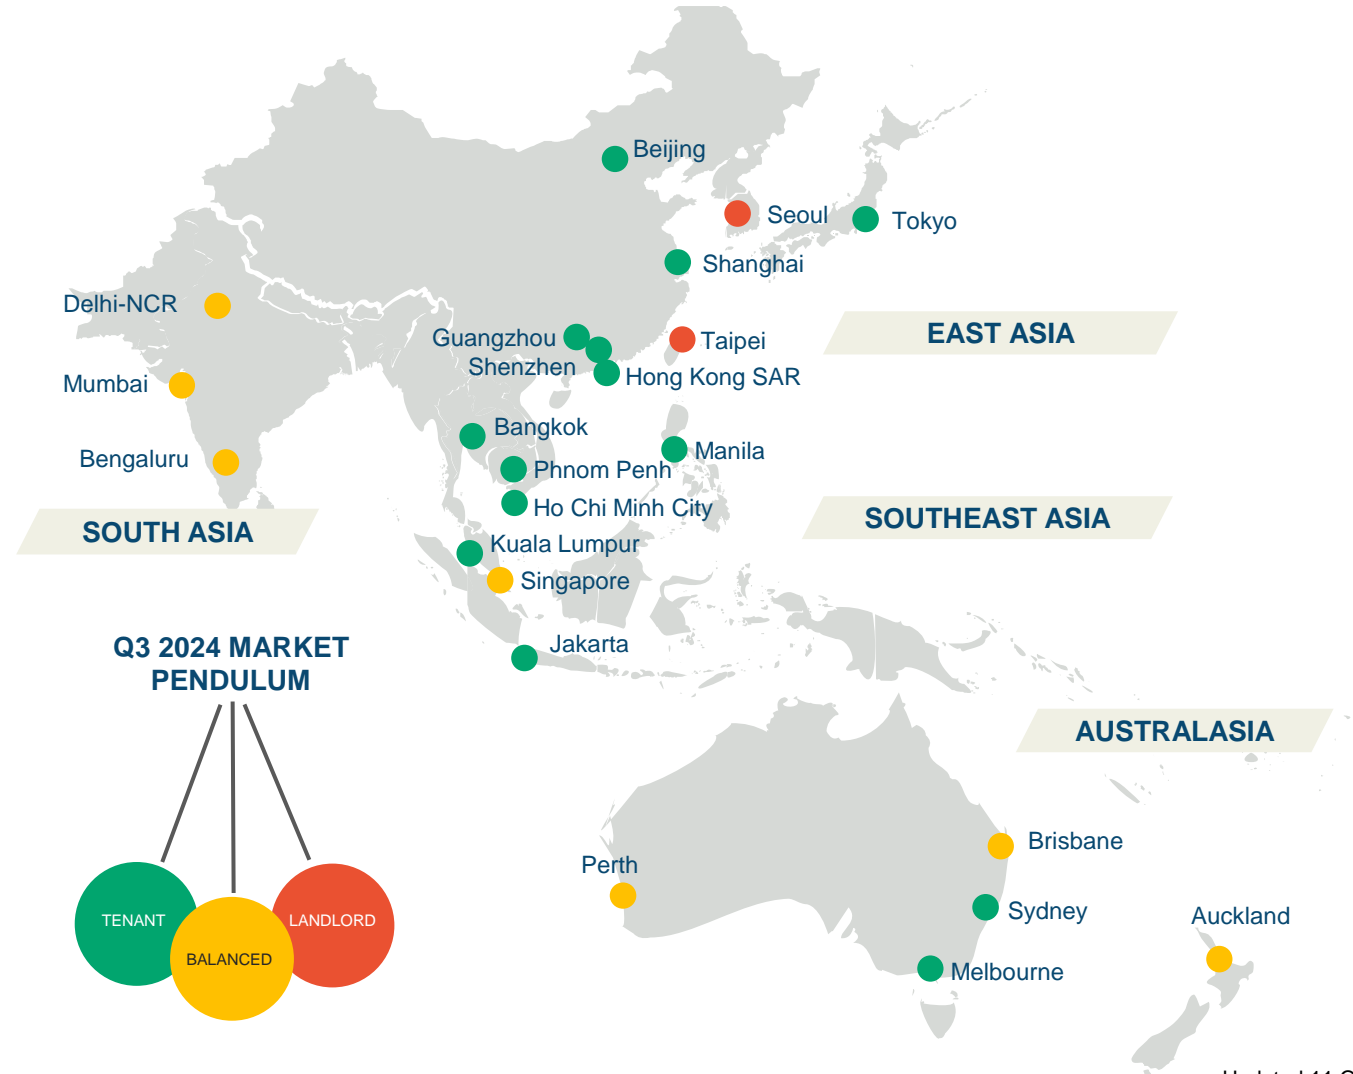 Beijing
Seoul
Tokyo
Shanghai
Delhi-NCR
Guangzhou
Taipei
EAST ASIA
Shenzhen
Hong Kong SAR
Mumbai
Bangkok
Manila
Bengaluru
Phnom Penh
Ho Chi Minh City
SOUTHEAST ASIA
SOUTH ASIA
Kuala Lumpur
Singapore
Jakarta
Q3 2024 MARKET
PENDULUM
AUSTRALASIA
Brisbane
Perth
Sydney
Auckland
Melbourne
TENANT
LANDLORD
BALANCED